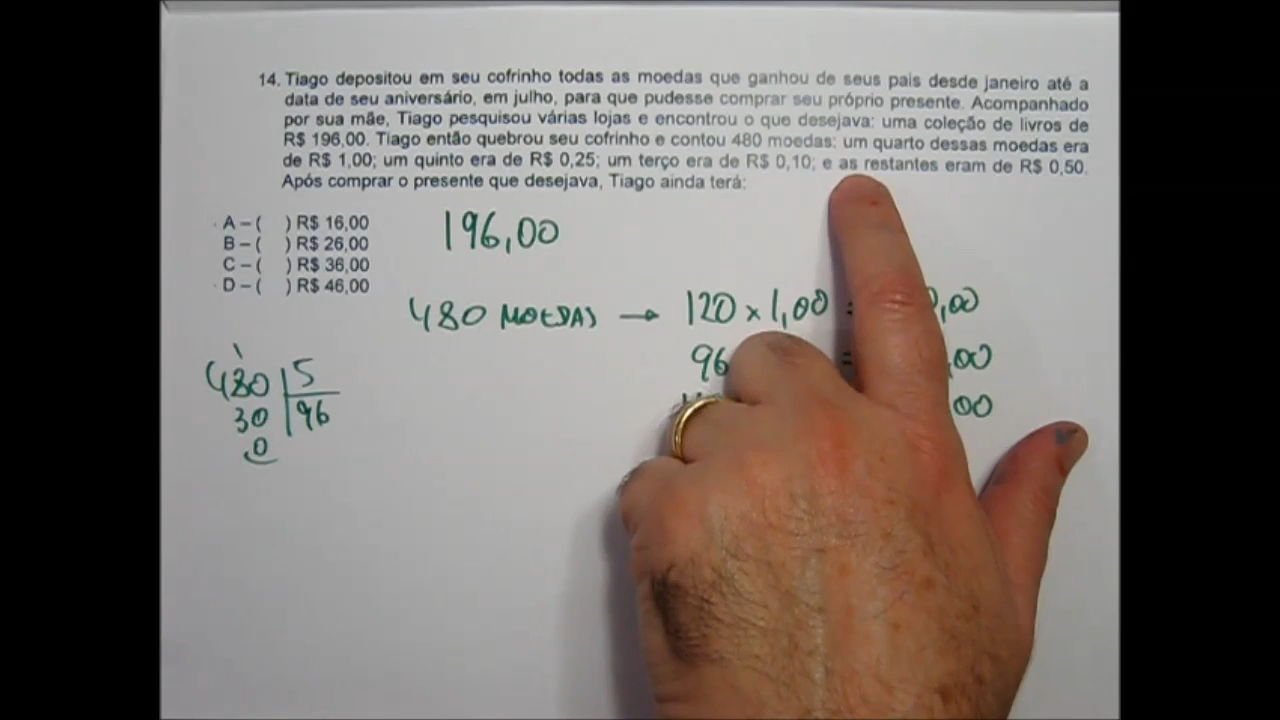 14. Tiago depositou em seu cofrinho todas as moedas que ganhou de seus pais desde janeiro até a
data de seu aniversário, em julho, para que pudesse comprar seu próprio presente. Acompanhado
por sua mãe, Tiago pesquisou várias lojas e encontrou o que desejava: uma coleção de livros de
R$ 196,00. Tiago então quebrou seu cofrinho e contou 480 moedas: um quarto dessas moedas era
de R$ 1,00; um quinto era de R$ 0,25; um terço era de R$ 0,10; e as restantes eram de R$ 0,50.
Após comprar o presente que desejava, Tiago ainda terá:
A – ( ) R$ 16,00
B – ( ) R$ 26,00
C – ( ) R$ 36,00
D – ( ) R$ 46,00
196,00
480 MOEDAS → 120 x 1,00 = 0,00
96 = ,00
00
1
480 5
30 96
0